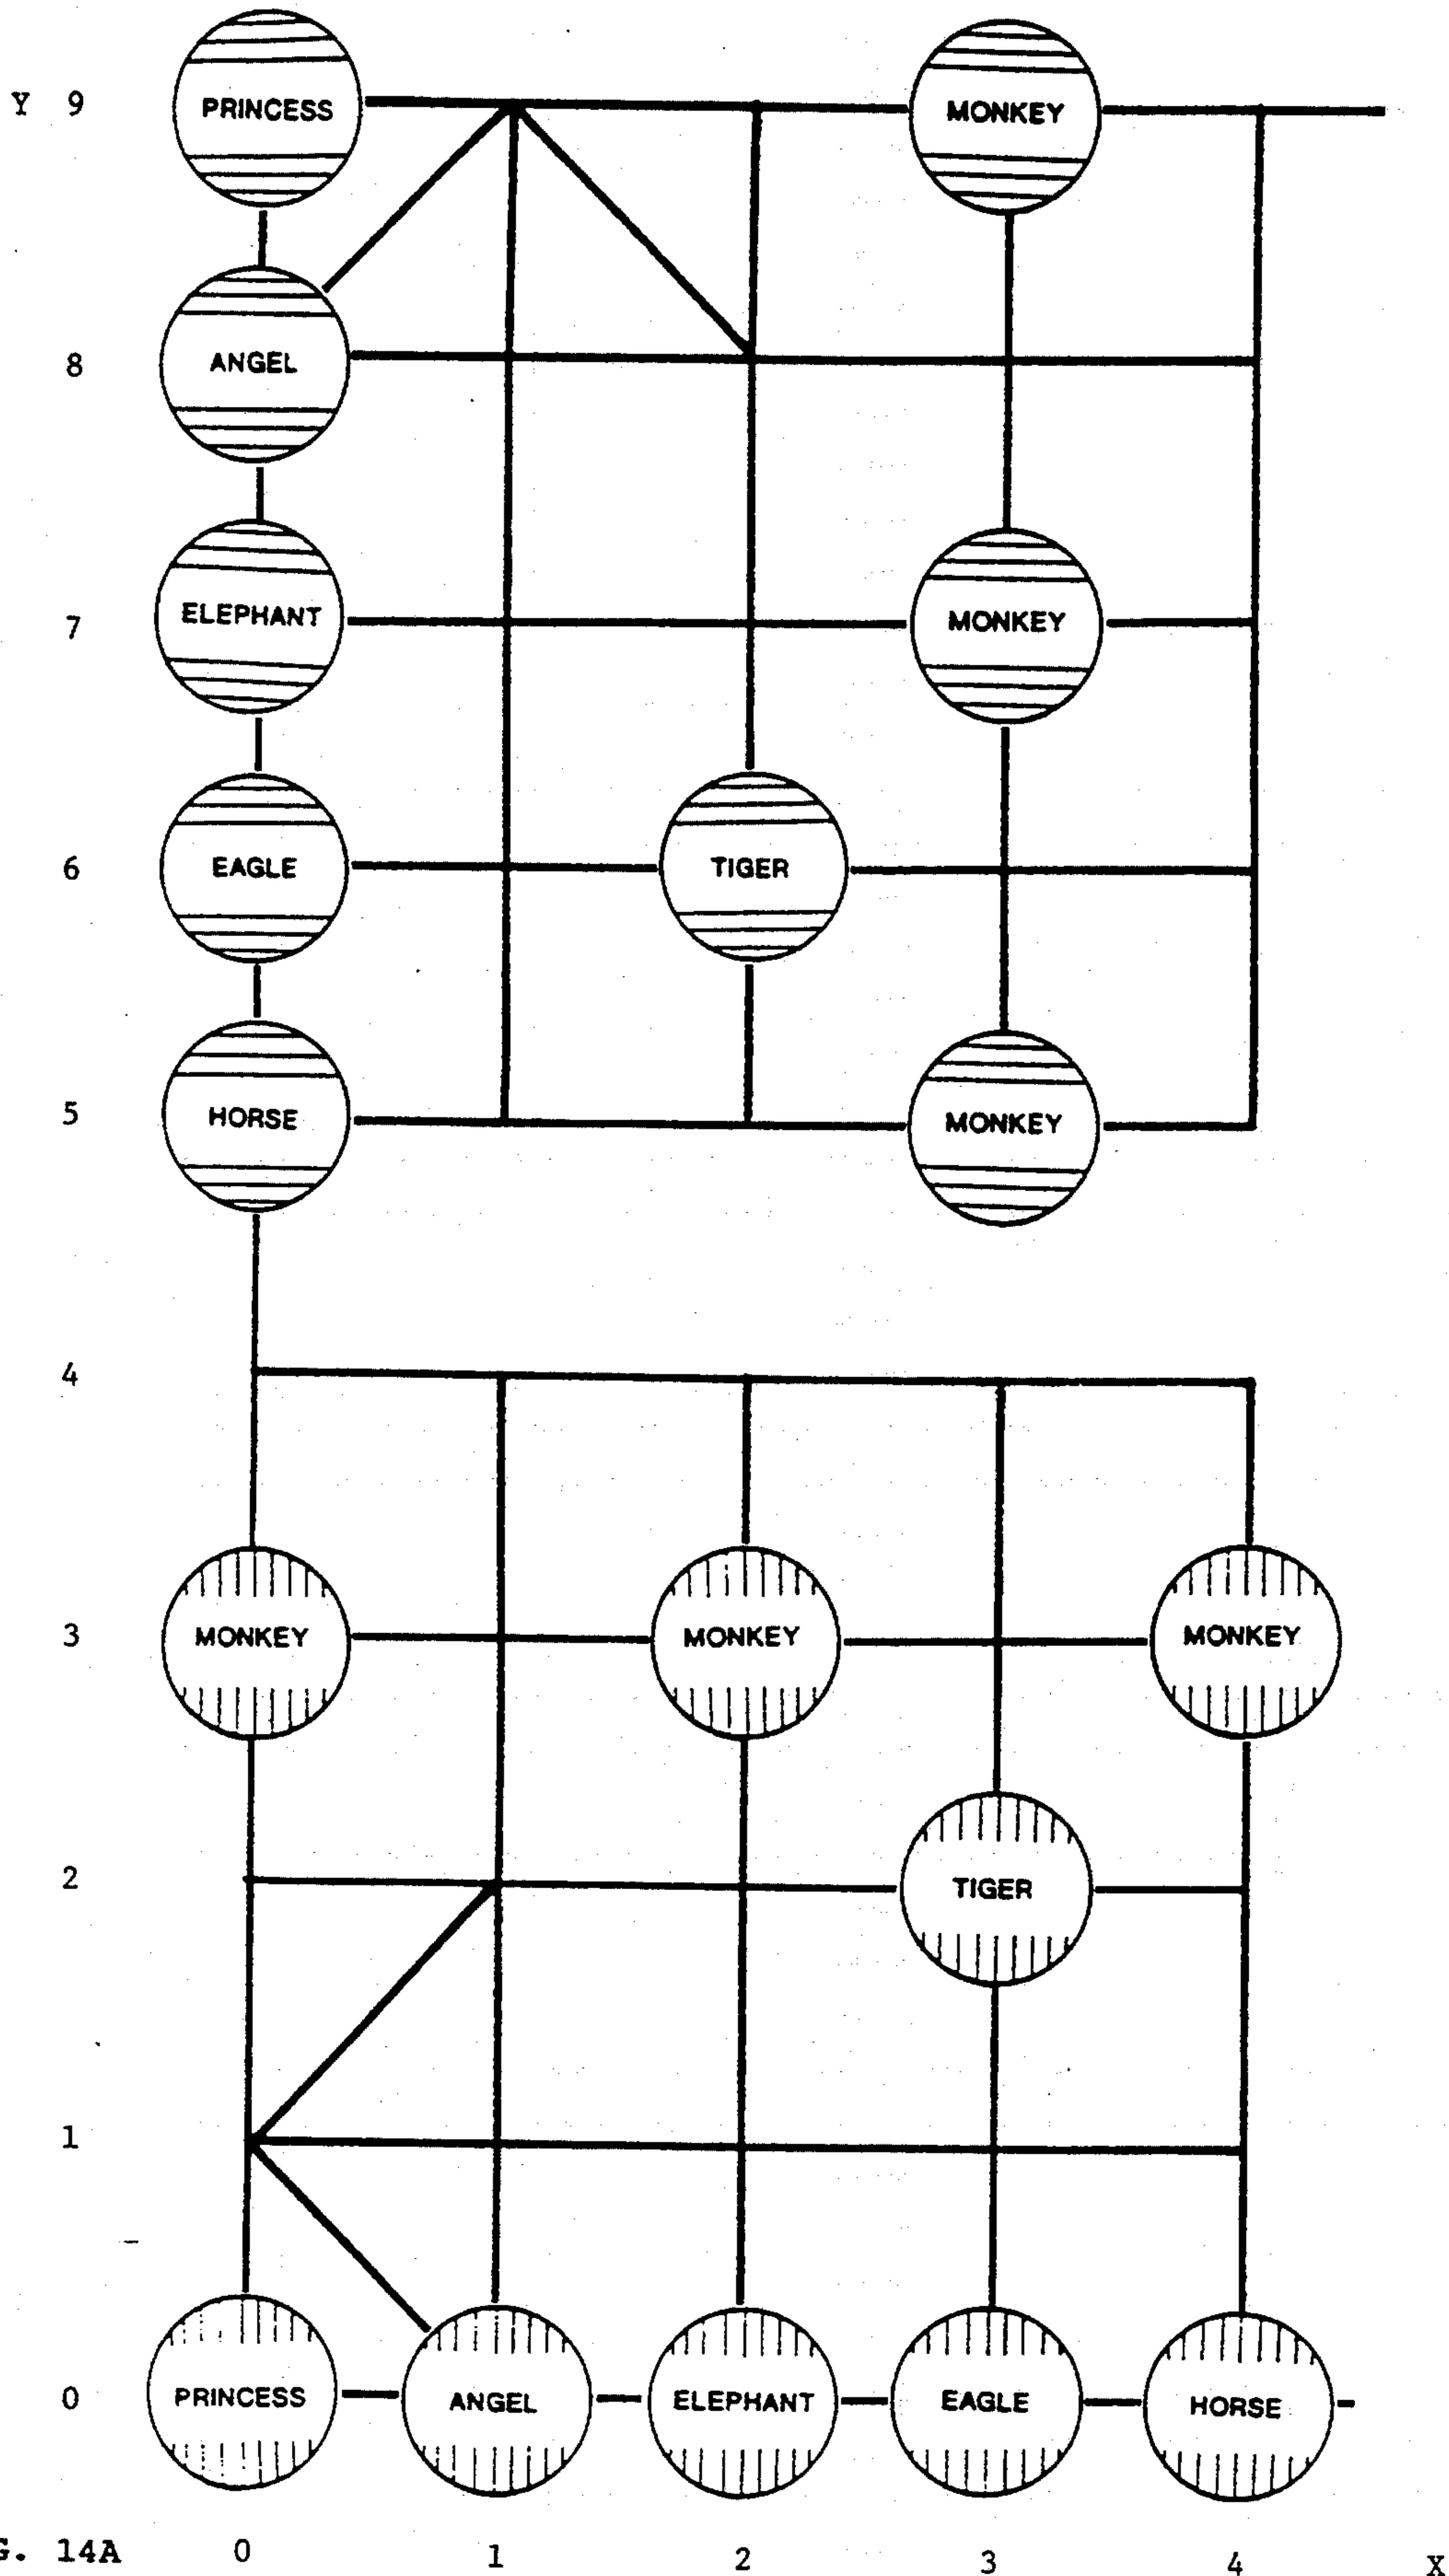 Y 9 PRINCESS MONKEY
8 ANGEL
7 ELEPHANT MONKEY
6 EAGLE TIGER
5 HORSE MONKEY
4
3 MONKEY MONKEY MONKEY
2 TIGER
1
0 PRINCESS ANGEL ELEPHANT EAGLE HORSE
G. 14A 0 1 2 3 4 X